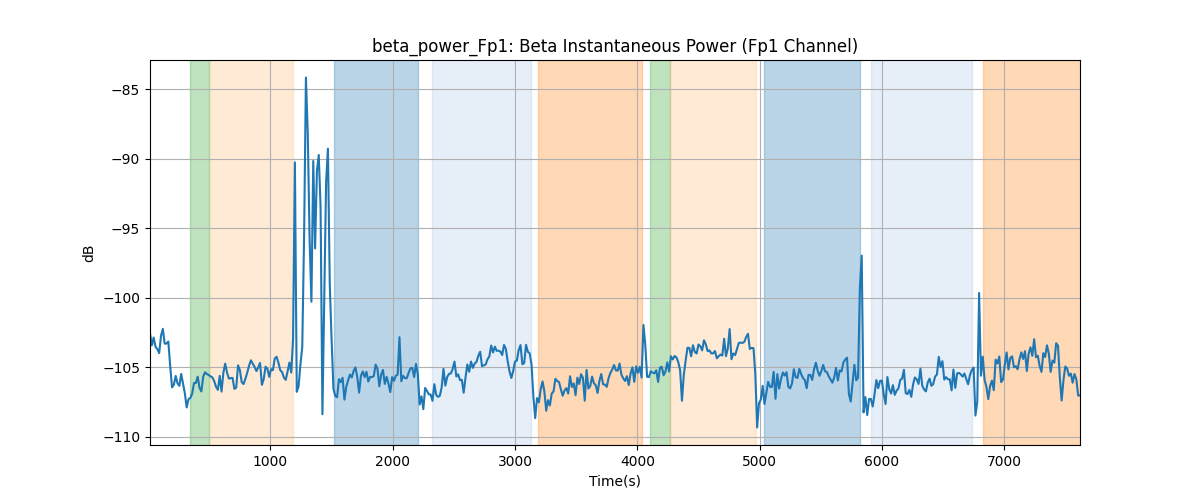 beta_power_Fp1: Beta Instantaneous Power (Fp1 Channel)
−85
−90
−95
−100
−105
−110
dB
1000 2000 3000 4000 5000 6000 7000
Time(s)